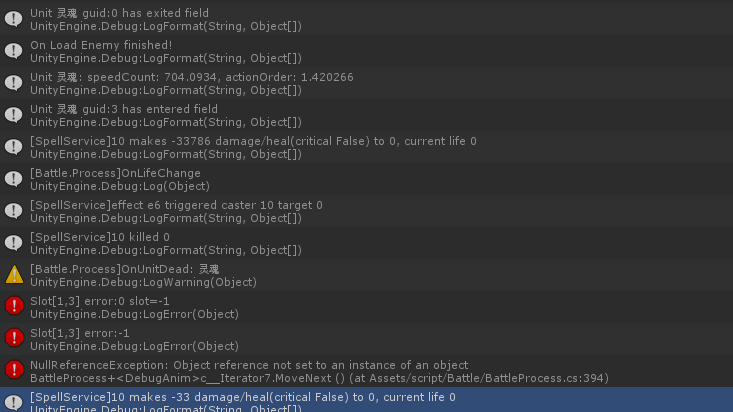 Unit 灵魂 guid:0 has exited field
UnityEngine.Debug:LogFormat(String, Object[])
On Load Enemy finished!
UnityEngine.Debug:LogFormat(String, Object[])
Unit 灵魂: speedCount: 704.0934, actionOrder: 1.420266
UnityEngine.Debug:LogFormat(String, Object[])
Unit 灵魂 guid:3 has entered field
UnityEngine.Debug:LogFormat(String, Object[])
[SpellService]10 makes -33786 damage/heal(critical False) to 0, current life 0
UnityEngine.Debug:LogFormat(String, Object[])
[Battle.Process]OnLifeChange
UnityEngine.Debug:Log(Object)
[SpellService]effect e6 triggered caster 10 target 0
UnityEngine.Debug:LogFormat(String, Object[])
[SpellService]10 killed 0
UnityEngine.Debug:LogFormat(String, Object[])
[Battle.Process]OnUnitDead: 灵魂
UnityEngine.Debug:LogWarning(Object)
Slot[1,3] error:0 slot=-1
UnityEngine.Debug:LogError(Object)
Slot[1,3] error:-1
UnityEngine.Debug:LogError(Object)
NullReferenceException: Object reference not set to an instance of an object
BattleProcess+<DebugAnim>c__Iterator7.MoveNext () (at Assets/script/Battle/BattleProcess.cs:394)
[SpellService]10 makes -33 damage/heal(critical False) to 0, current life 0
UnityEngine.Debug:LogFormat(String, Object[])